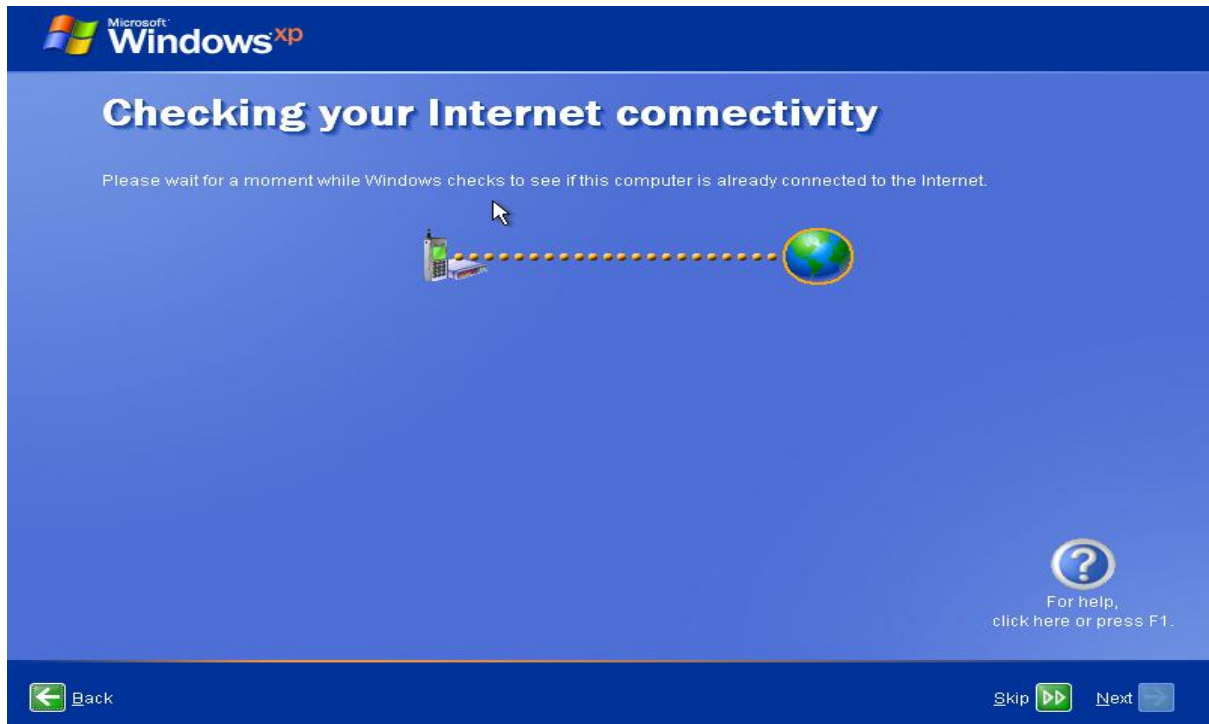 Microsoft
Windows xp
Checking your Internet connectivity
Please wait for a moment while Windows checks to see if this computer is already connected to the Internet.
For help,
click here or press F1.
Back
Skip
Next